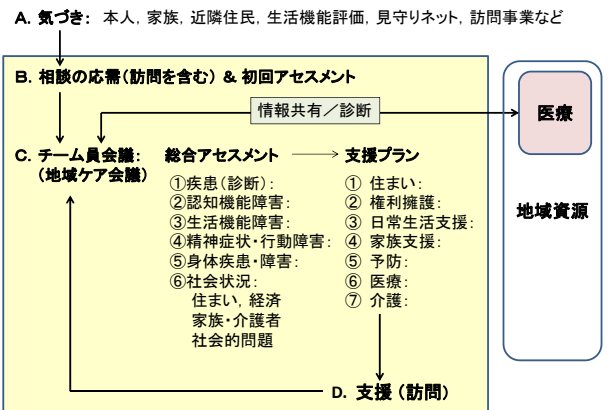 A. 気づき: 本人, 家族, 近隣住民, 生活機能評価, 見守りネット, 訪問事業など
B. 相談の応需(訪問を含む) & 初回アセスメント
情報共有/診断
医療
地域資源
C. チーム員会議:
(地域ケア会議)
総合アセスメント
①疾患(診断):
②認知機能障害:
③生活機能障害:
④精神症状・行動障害:
⑤身体疾患・障害:
⑥社会状況:
住まい, 経済
家族・介護者
社会的問題
支援プラン
① 住まい:
② 権利擁護:
③ 日常生活支援:
④ 家族支援:
⑤ 予防:
⑥ 医療:
⑦ 介護:
D. 支援 (訪問)